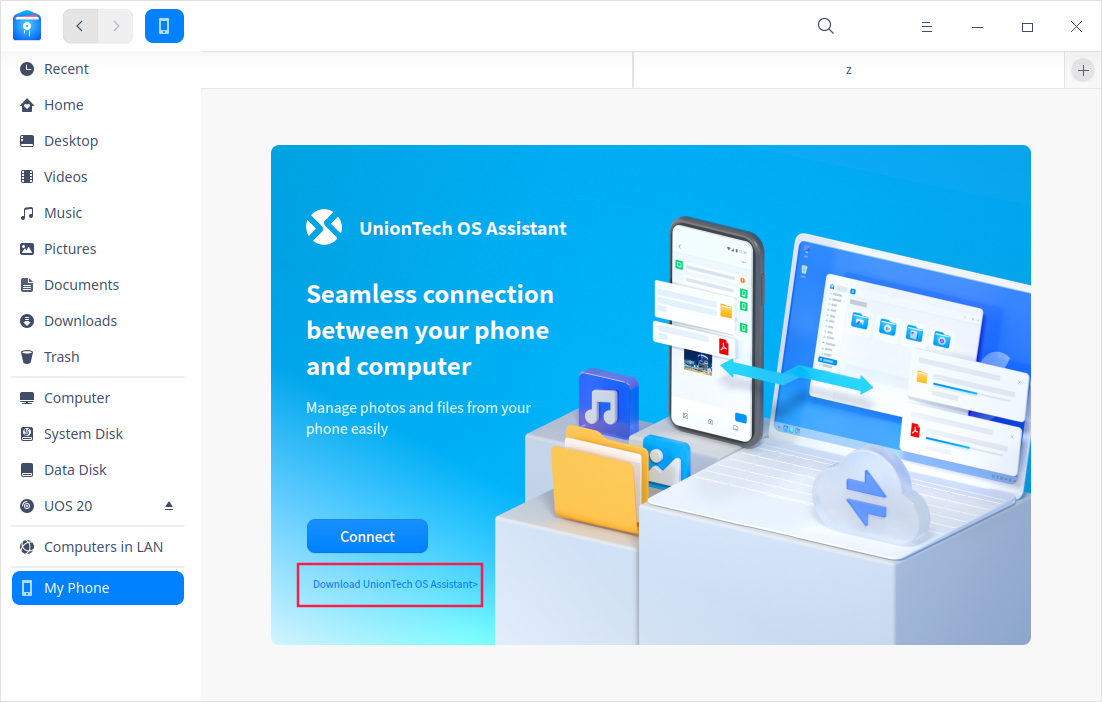 z
Recent
Home
Desktop
Videos
Music
Pictures
Documents
Downloads
Trash
Computer
System Disk
Data Disk
UOS 20
Computers in LAN
My Phone
UnionTech OS Assistant
Seamless connection
between your phone
and computer
Manage photos and files from your
phone easily
Connect
Download UnionTech OS Assistant>